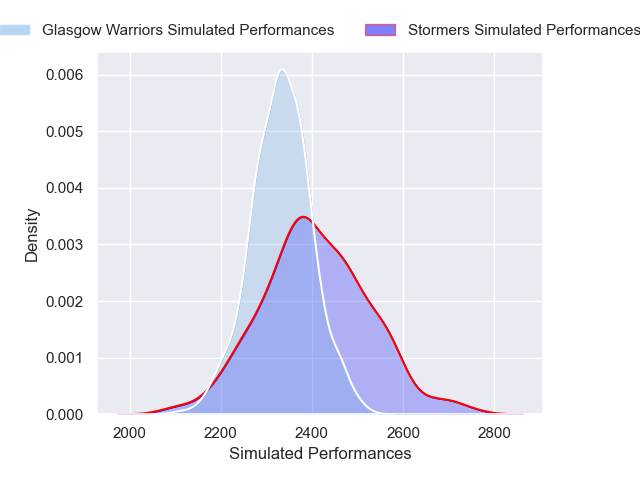 Glasgow Warriors Simulated Performances
Stormers Simulated Performances
0.006
0.005
0.004
0.003
0.002
0.001
0.000
Density
2000 2200 2400 2600 2800
Simulated Performances